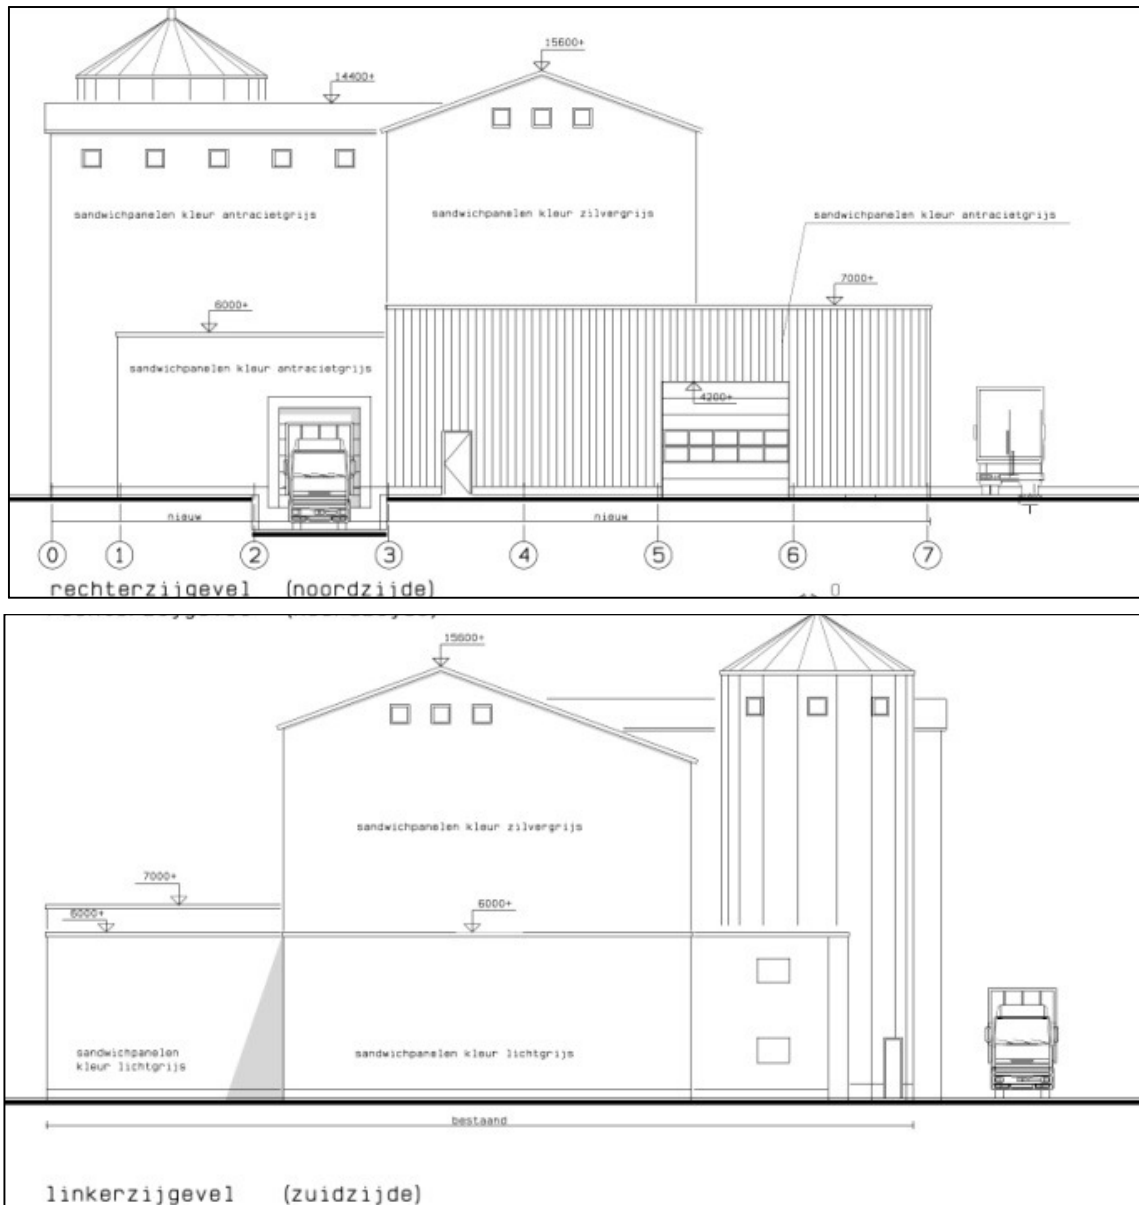 15600+
14400+
sandwichpanelen kleur antracietgrijs
sandwichpanelen kleur zilvergrijs
sandwichpanelen kleur antracietgrijs
7000+
6000+
sandwichpanelen kleur antracietgrijs
4200+
nieuw
nieuw
0 1 2 3 4 5 6 7
rechterzijgevel (noordzijde)
15600+
sandwichpanelen kleur zilvergrijs
7000+
6000+
6000+
sandwichpanelen
kleur lichtgrijs
sandwichpanelen kleur lichtgrijs
bestaand
linkerzijgevel (zuidzijde)